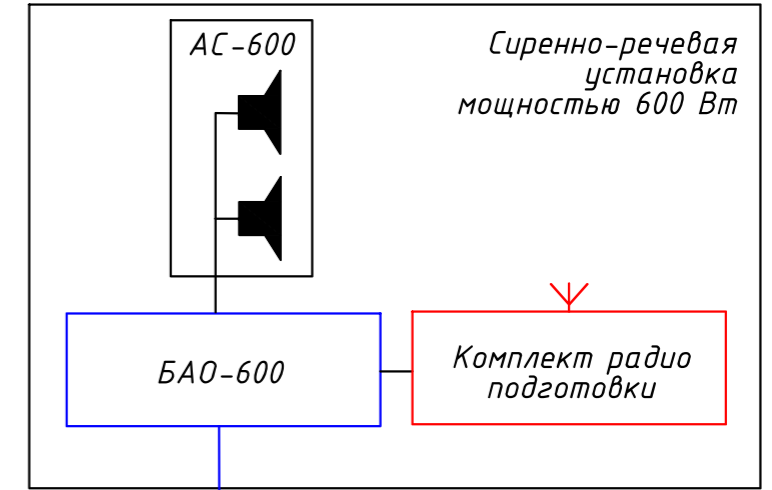 АС-600
Сиренно-речевая
установка
мощностью 600 Вт
БАО-600
Комплект радио
подготовки